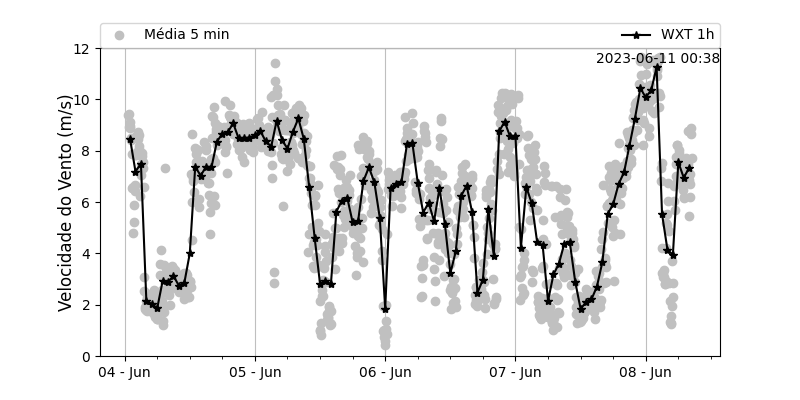 Média 5 min
WXT 1h
2023-06-11 00:38
Velocidade do Vento (m/s)
12
10
8
6
4
2
0
04 - Jun
05 - Jun
06 - Jun
07 - Jun
08 - Jun